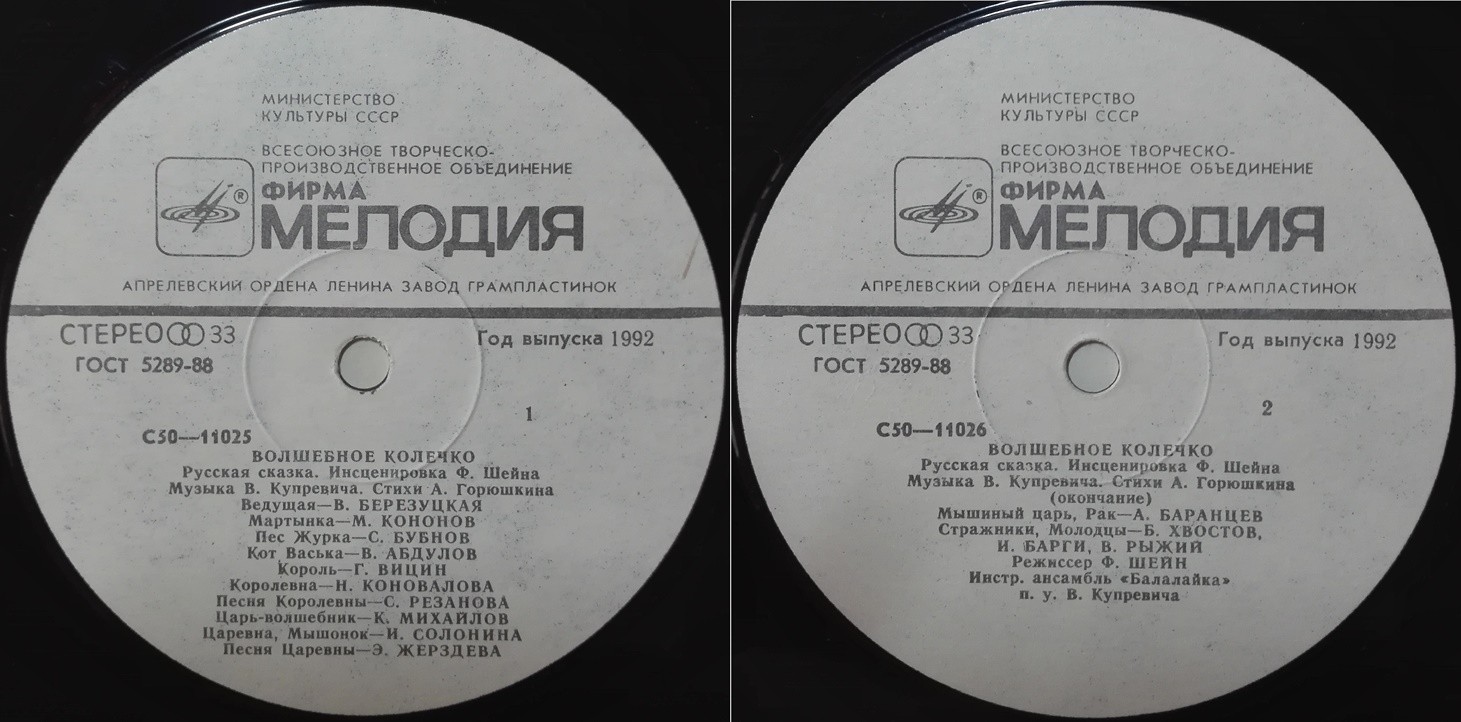 МИНИСТЕРСТВО
КУЛЬТУРЫ СССР
ВСЕСОЮЗНОЕ ТВОРЧЕСКО-
ПРОИЗВОДСТВЕННОЕ ОБЪЕДИНЕНИЕ
®
ФИРМА
МЕЛОДИЯ
АПРЕЛЕВСКИЙ ОРДЕНА ЛЕНИНА ЗАВОД ГРАМПЛАСТИНОК
СТЕРЕО 33
Год выпуска 1992
ГОСТ 5289-88
1
С50—11025
ВОЛШЕБНОЕ КОЛЕЧКО
Русская сказка. Инсценировка Ф. Шейна
Музыка В. Купревича. Стихи А. Горюшкина
Ведущая—В. БЕРЕЗУЦКАЯ
Мартынка—М. КОНОНОВ
Пес Журка—С. БУБНОВ
Кот Васька—В. АБДУЛОВ
Король—Г. ВИЦИН
Королевна—Н. КОНОВАЛОВА
Песня Королевны—С. РЕЗАНОВА
Царь-волшебник—К. МИХАЙЛОВ
Царевна, Мышонок—И. СОЛОНИНА
Песня Царевны—Э. ЖЕРЗДЕВА
МИНИСТЕРСТВО
КУЛЬТУРЫ СССР
ВСЕСОЮЗНОЕ ТВОРЧЕСКО-
ПРОИЗВОДСТВЕННОЕ ОБЪЕДИНЕНИЕ
®
ФИРМА
МЕЛОДИЯ
АПРЕЛЕВСКИЙ ОРДЕНА ЛЕНИНА ЗАВОД ГРАМПЛАСТИНОК
СТЕРЕО 33
Год выпуска 1992
ГОСТ 5289-88
2
С50—11026
ВОЛШЕБНОЕ КОЛЕЧКО
Русская сказка. Инсценировка Ф. Шейна
Музыка В. Купревича. Стихи А. Горюшкина
(окончание)
Мышиный царь, Рак—А. БАРАНЦЕВ
Стражники, Молодцы—Б. ХВОСТОВ,
И. БАРГИ, В. РЫЖИЙ
Режиссер Ф. ШЕЙН
Инстр. ансамбль «Балалайка»
п. у. В. Купревича